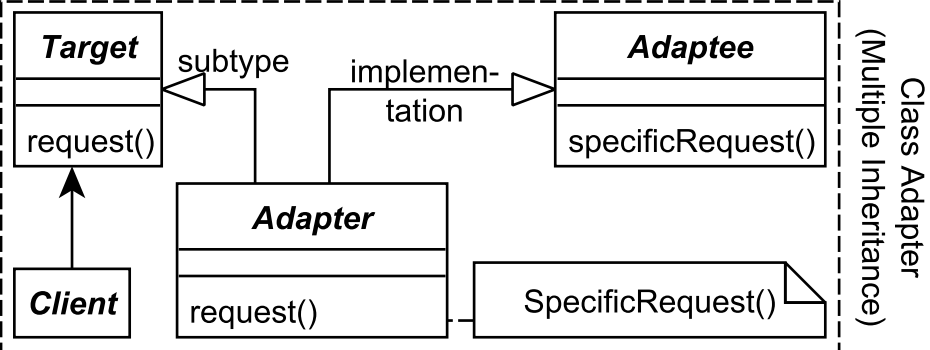 Target
request()
subtype
implemen-
tation
Adaptee
specificRequest()
Adapter
request()
Client
SpecificRequest()
Class Adapter
(Multiple Inheritance)